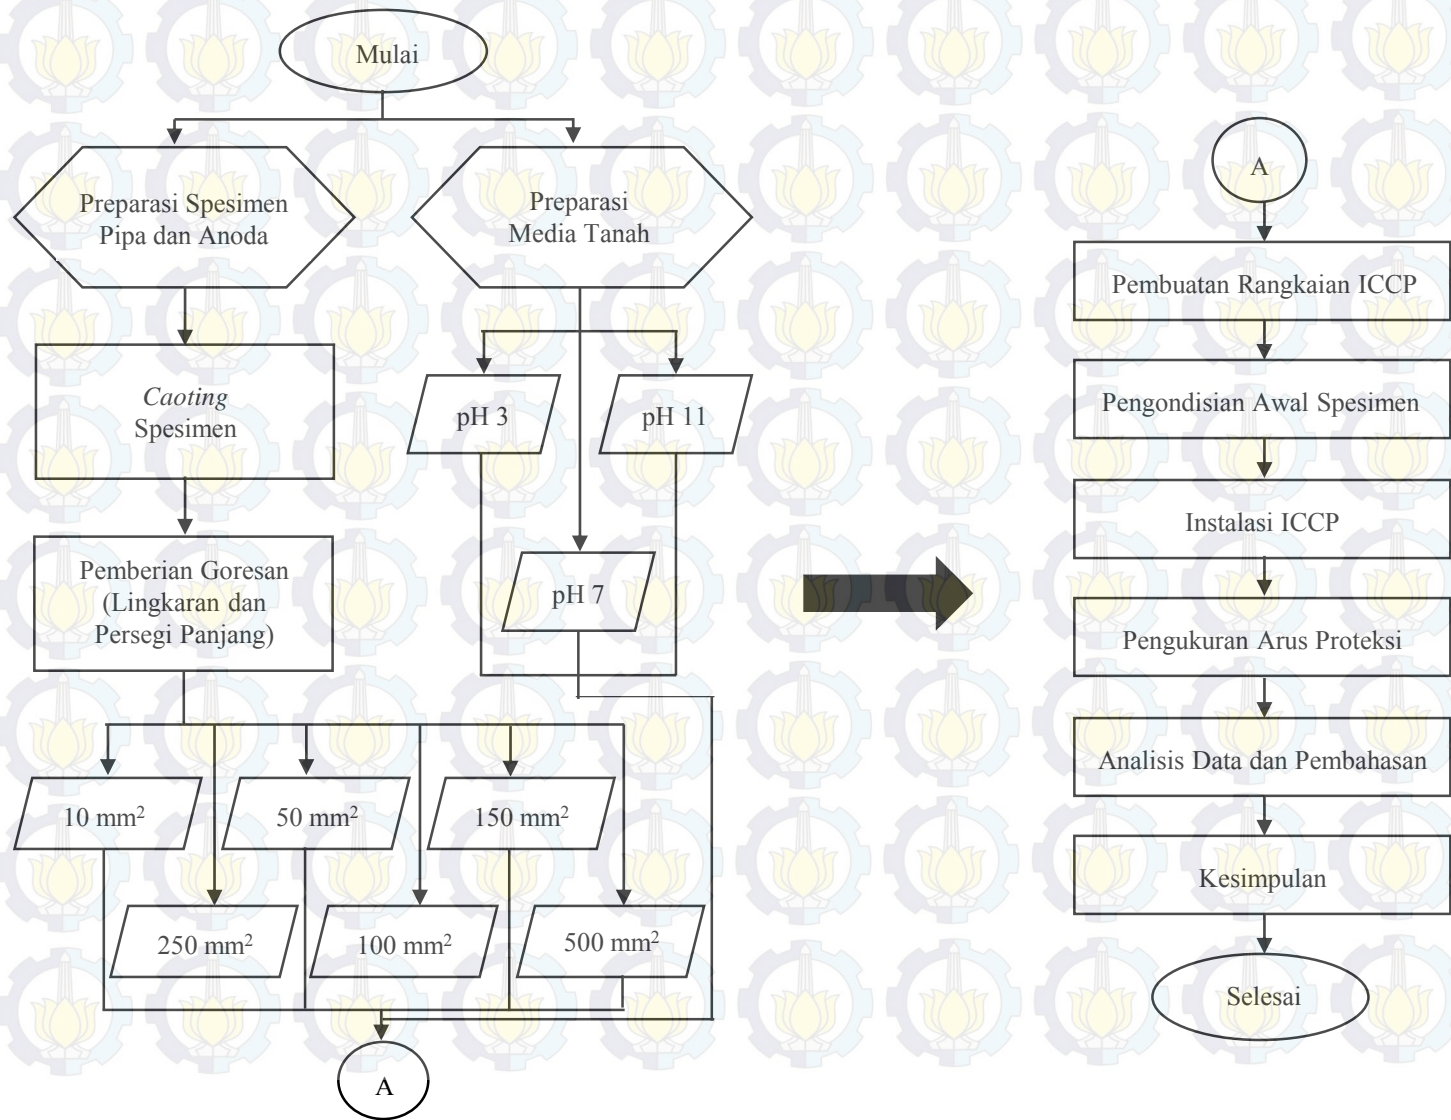 Mulai
Preparasi Spesimen
Pipa dan Anoda
Preparasi
Media Tanah
Caoting
Spesimen
pH 3
pH 11
pH 7
Pemberian Goresan
(Lingkaran dan
Persegi Panjang)
10 mm²
50 mm²
150 mm²
250 mm²
100 mm²
500 mm²
A
A
Pembuatan Rangkaian ICCP
Pengondisian Awal Spesimen
Instalasi ICCP
Pengukuran Arus Proteksi
Analisis Data dan Pembahasan
Kesimpulan
Selesai